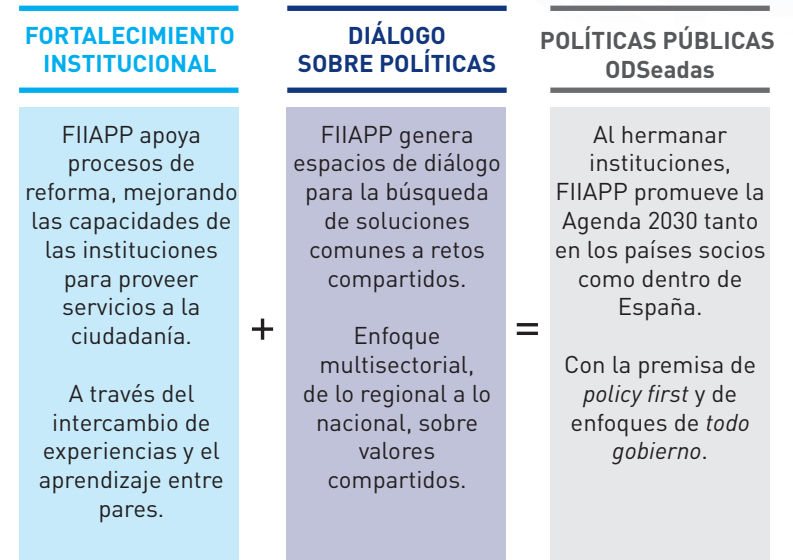 FORTALECIMIENTO
INSTITUCIONAL
FIIAPP apoya
procesos de
reforma, mejorando
las capacidades de
las instituciones
para proveer
servicios a la
ciudadanía.
A través del
intercambio de
experiencias y el
aprendizaje entre
pares.
+
DIÁLOGO
SOBRE POLÍTICAS
FIIAPP genera
espacios de diálogo
para la búsqueda
de soluciones
comunes a retos
compartidos.
Enfoque
multisectorial,
de lo regional a lo
nacional, sobre
valores
compartidos.
=
POLÍTICAS PÚBLICAS
ODSeadas
Al hermanar
instituciones,
FIIAPP promueve la
Agenda 2030 tanto
en los países socios
como dentro de
España.
Con la premisa de
policy first y de
enfoques de todo
gobierno.